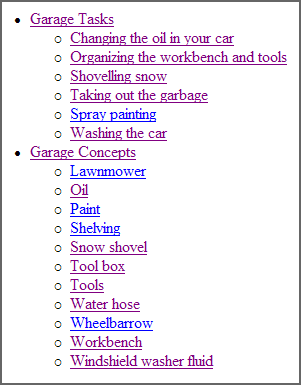 Garage Tasks
Changing the oil in your car
Organizing the workbench and tools
Shovelling snow
Taking out the garbage
Spray painting
Washing the car
Garage Concepts
Lawnmower
Oil
Paint
Shelving
Snow shovel
Tool box
Tools
Water hose
Wheelbarrow
Workbench
Windshield washer fluid